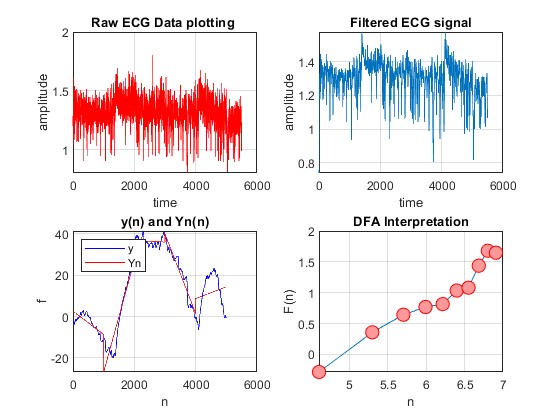 Raw ECG Data plotting
2
1.5
1
amplitude
0 2000 4000 6000
time
Filtered ECG signal
1.4
1.2
1
0.8
amplitude
0 2000 4000 6000
time
y(n) and Yn(n)
40
20
0
-20
f
y
Yn
0 2000 4000 6000
n
DFA Interpretation
2
1.5
1
0.5
0
F(n)
5 5.5 6 6.5 7
n